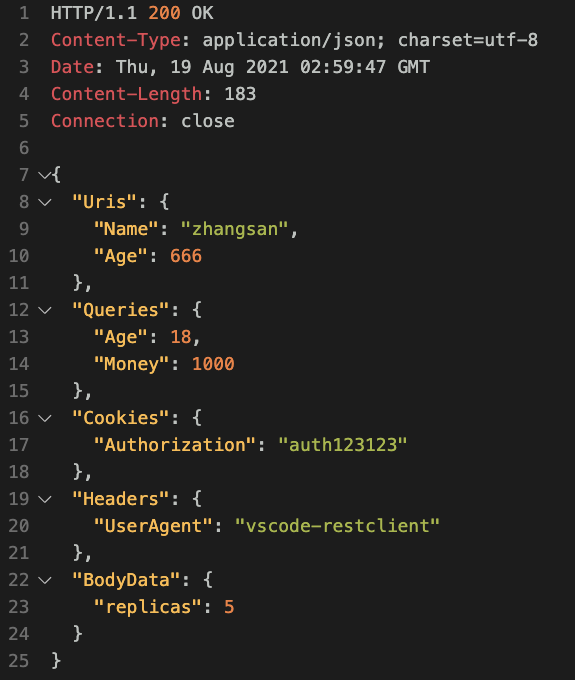 1 HTTP/1.1 200 OK
2 Content-Type: application/json; charset=utf-8
3 Date: Thu, 19 Aug 2021 02:59:47 GMT
4 Content-Length: 183
5 Connection: close
6
7 {
8 "Uris": {
9 "Name": "zhangsan",
10 "Age": 666
11 },
12 "Queries": {
13 "Age": 18,
14 "Money": 1000
15 },
16 "Cookies": {
17 "Authorization": "auth123123"
18 },
19 "Headers": {
20 "UserAgent": "vscode-restclient"
21 },
22 "BodyData": {
23 "replicas": 5
24 }
25 }